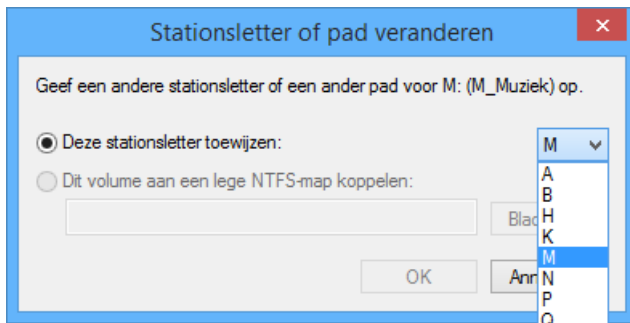 Stationsletter of pad veranderen
Geef een andere stationsletter of een ander pad voor M: (M_Muziek) op.
Deze stationsletter toewijzen:
M
Dit volume aan een lege NTFS-map koppelen:
A
B
H
K
M
N
P
OK